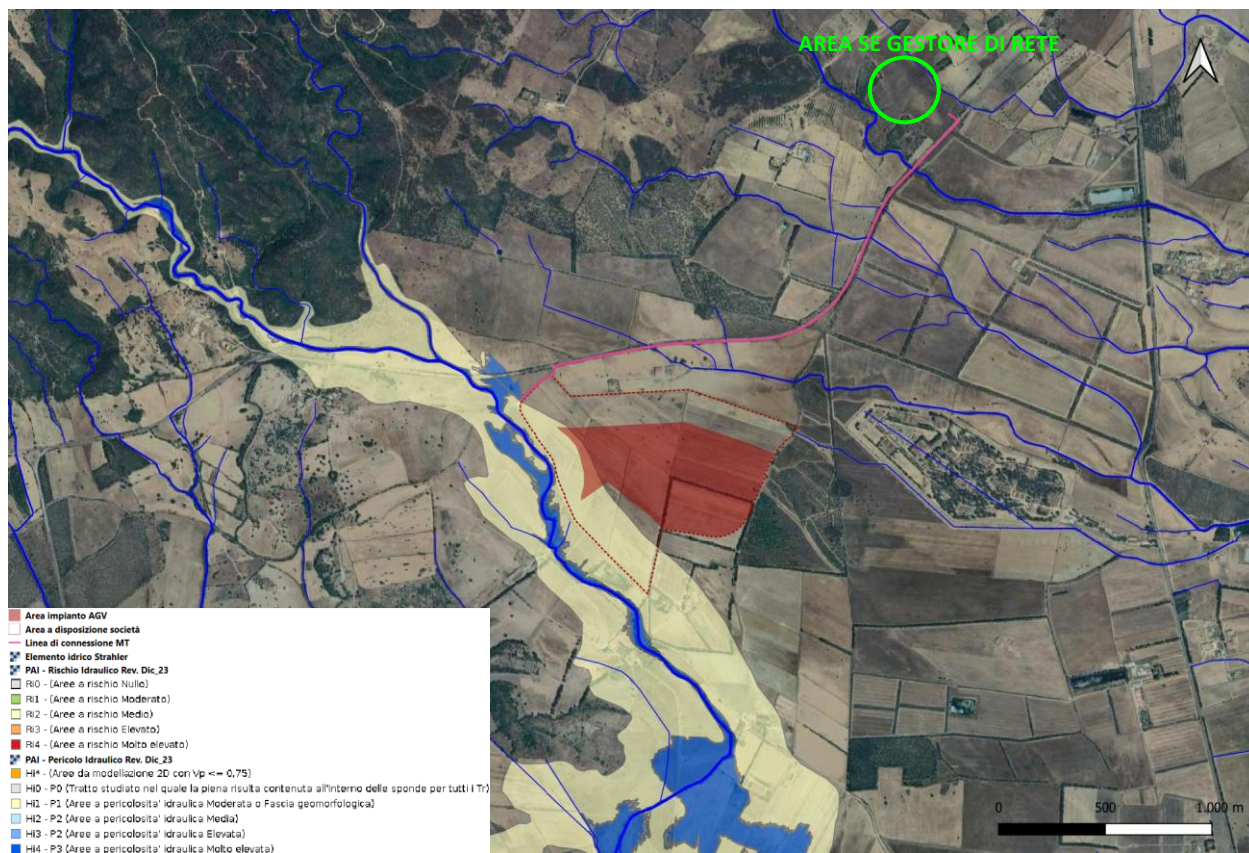 AREA SE GESTORE DI RETE
Area impianto AGV
Area a disposizione società
Linea di connessione MT
Elemento idrico Strahler
PAI - Rischio Idraulico Rev. Dic_23
Ri0 - (Aree a rischio Nullo)
Ri1 - (Aree a rischio Moderato)
Ri2 - (Aree a rischio Medio)
Ri3 - (Aree a rischio Elevato)
Ri4 - (Aree a rischio Molto elevato)
PAI - Pericolo Idraulico Rev. Dic_23
Hi* - (Aree da modellazione 2D con Vp <= 0,75)
Hi0 - P0 (Tratto studiato nel quale la piena risulta contenuta all'interno delle sponde per tutti i Tr)
Hi1 - P1 (Aree a pericolosita' idraulica Moderata o Fascia geomorfologica)
Hi2 - P2 (Aree a pericolosita' idraulica Media)
Hi3 - P2 (Aree a pericolosita' idraulica Elevata)
Hi4 - P3 (Aree a pericolosita' idraulica Molto elevata)
0 500 1.000 m